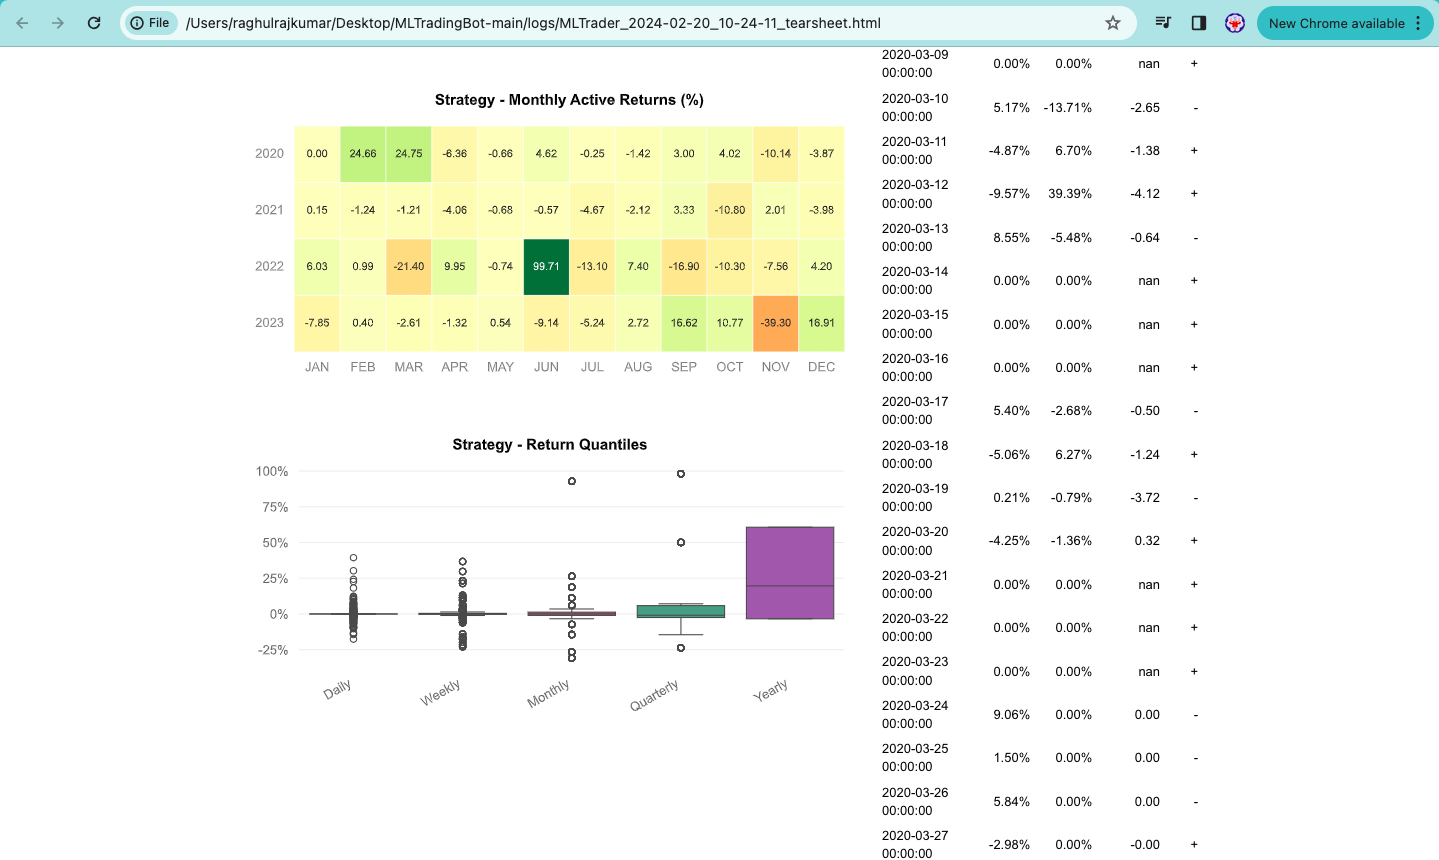 File
/Users/raghulrajkumar/Desktop/MLTradingBot-main/logs/MLTrader_2024-02-20_10-24-11_tearsheet.html
New Chrome available
Strategy - Monthly Active Returns (%)
2020 0.00 24.66 24.75 -6.36 -0.66 4.62 -0.25 -1.42 3.00 4.02 -10.14 -3.87
2021 0.15 -1.24 -1.21 -4.06 -0.68 -0.57 -4.67 -2.12 3.33 -10.80 2.01 -3.98
2022 6.03 0.99 -21.40 9.95 -0.74 99.71 -13.10 7.40 -16.90 -10.30 -7.56 4.20
2023 -7.85 0.40 -2.61 -1.32 0.54 -9.14 -5.24 2.72 16.62 10.77 -39.30 16.91
JAN FEB MAR APR MAY JUN JUL AUG SEP OCT NOV DEC
Strategy - Return Quantiles
100%
75%
50%
25%
0%
-25%
Daily Weekly Monthly Quarterly Yearly
2020-03-09
00:00:00 0.00% 0.00% nan +
2020-03-10
00:00:00 5.17% -13.71% -2.65 -
2020-03-11
00:00:00 -4.87% 6.70% -1.38 +
2020-03-12
00:00:00 -9.57% 39.39% -4.12 +
2020-03-13
00:00:00 8.55% -5.48% -0.64 -
2020-03-14
00:00:00 0.00% 0.00% nan +
2020-03-15
00:00:00 0.00% 0.00% nan +
2020-03-16
00:00:00 0.00% 0.00% nan +
2020-03-17
00:00:00 5.40% -2.68% -0.50 -
2020-03-18
00:00:00 -5.06% 6.27% -1.24 +
2020-03-19
00:00:00 0.21% -0.79% -3.72 -
2020-03-20
00:00:00 -4.25% -1.36% 0.32 +
2020-03-21
00:00:00 0.00% 0.00% nan +
2020-03-22
00:00:00 0.00% 0.00% nan +
2020-03-23
00:00:00 0.00% 0.00% nan +
2020-03-24
00:00:00 9.06% 0.00% 0.00 -
2020-03-25
00:00:00 1.50% 0.00% 0.00 -
2020-03-26
00:00:00 5.84% 0.00% 0.00 -
2020-03-27
00:00:00 -2.98% 0.00% -0.00 +